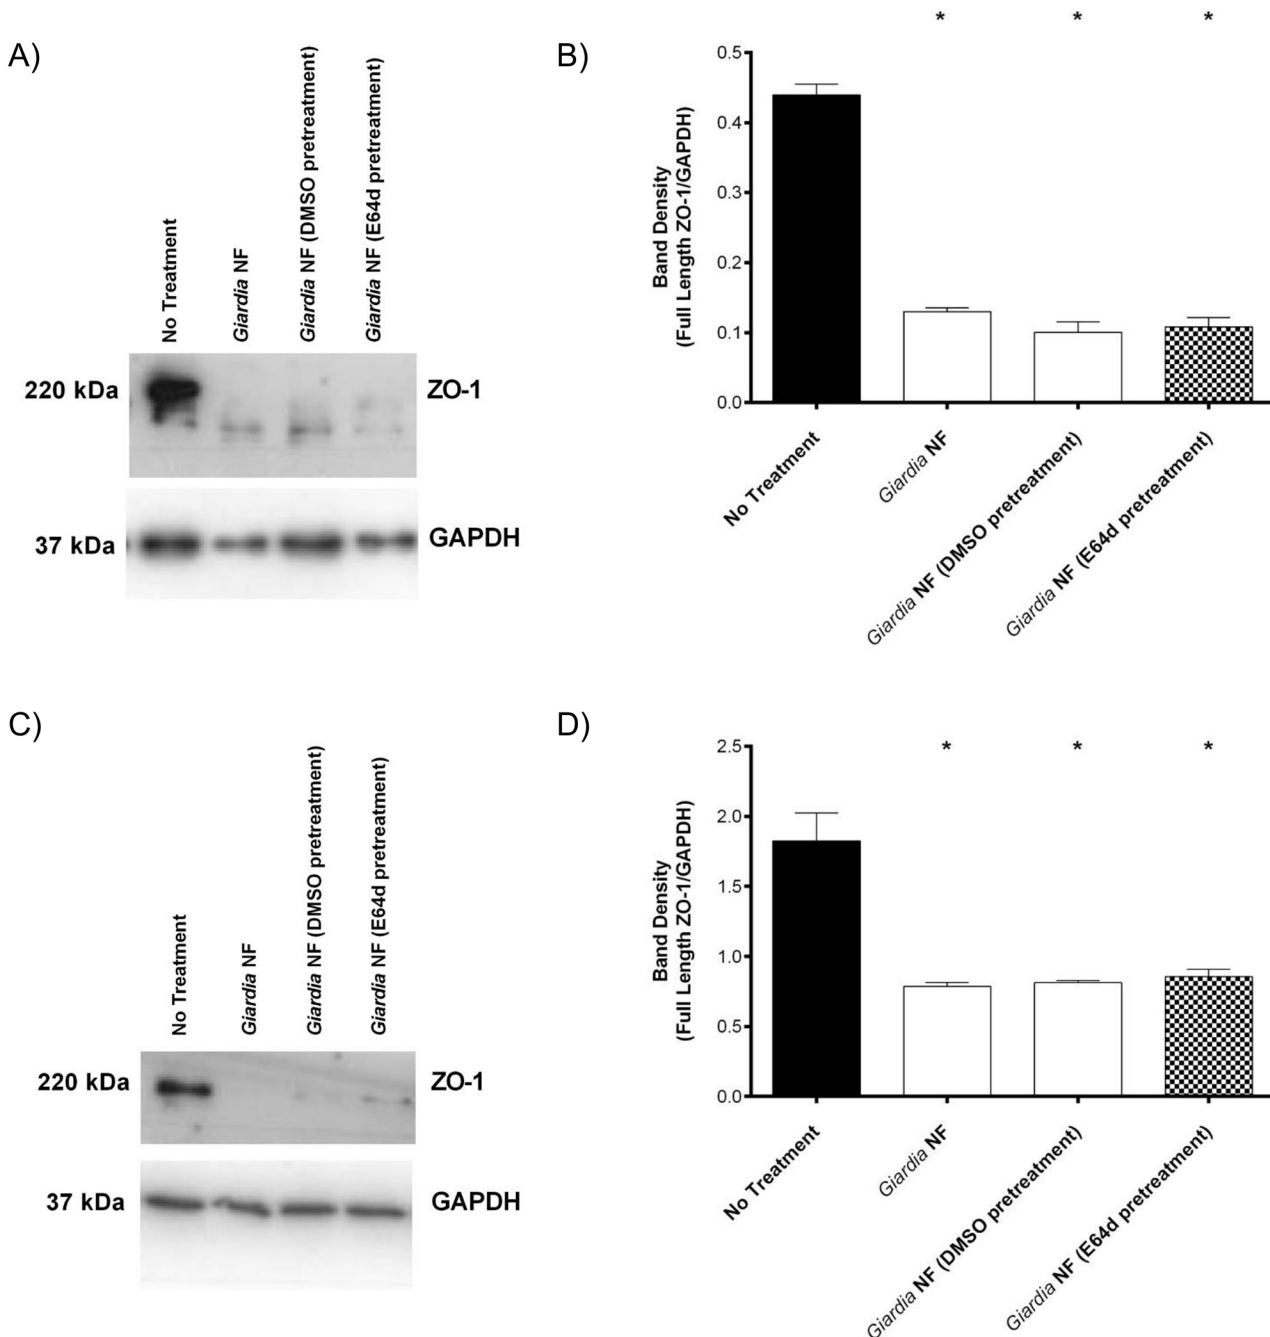 A)
No Treatment
Giardia NF
Giardia NF (DMSO pretreatment)
Giardia NF (E64d pretreatment)
220 kDa
ZO-1
37 kDa
GAPDH
B)
* * *
Band Density
(Full Length ZO-1/GAPDH)
0.5
0.4
0.3
0.2
0.1
0.0
No Treatment
Giardia NF
Giardia NF (DMSO pretreatment)
Giardia NF (E64d pretreatment)
C)
No Treatment
Giardia NF
Giardia NF (DMSO pretreatment)
Giardia NF (E64d pretreatment)
220 kDa
ZO-1
37 kDa
GAPDH
D)
* * *
Band Density
(Full Length ZO-1/GAPDH)
2.5
2.0
1.5
1.0
0.5
0.0
No Treatment
Giardia NF
Giardia NF (DMSO pretreatment)
Giardia NF (E64d pretreatment)